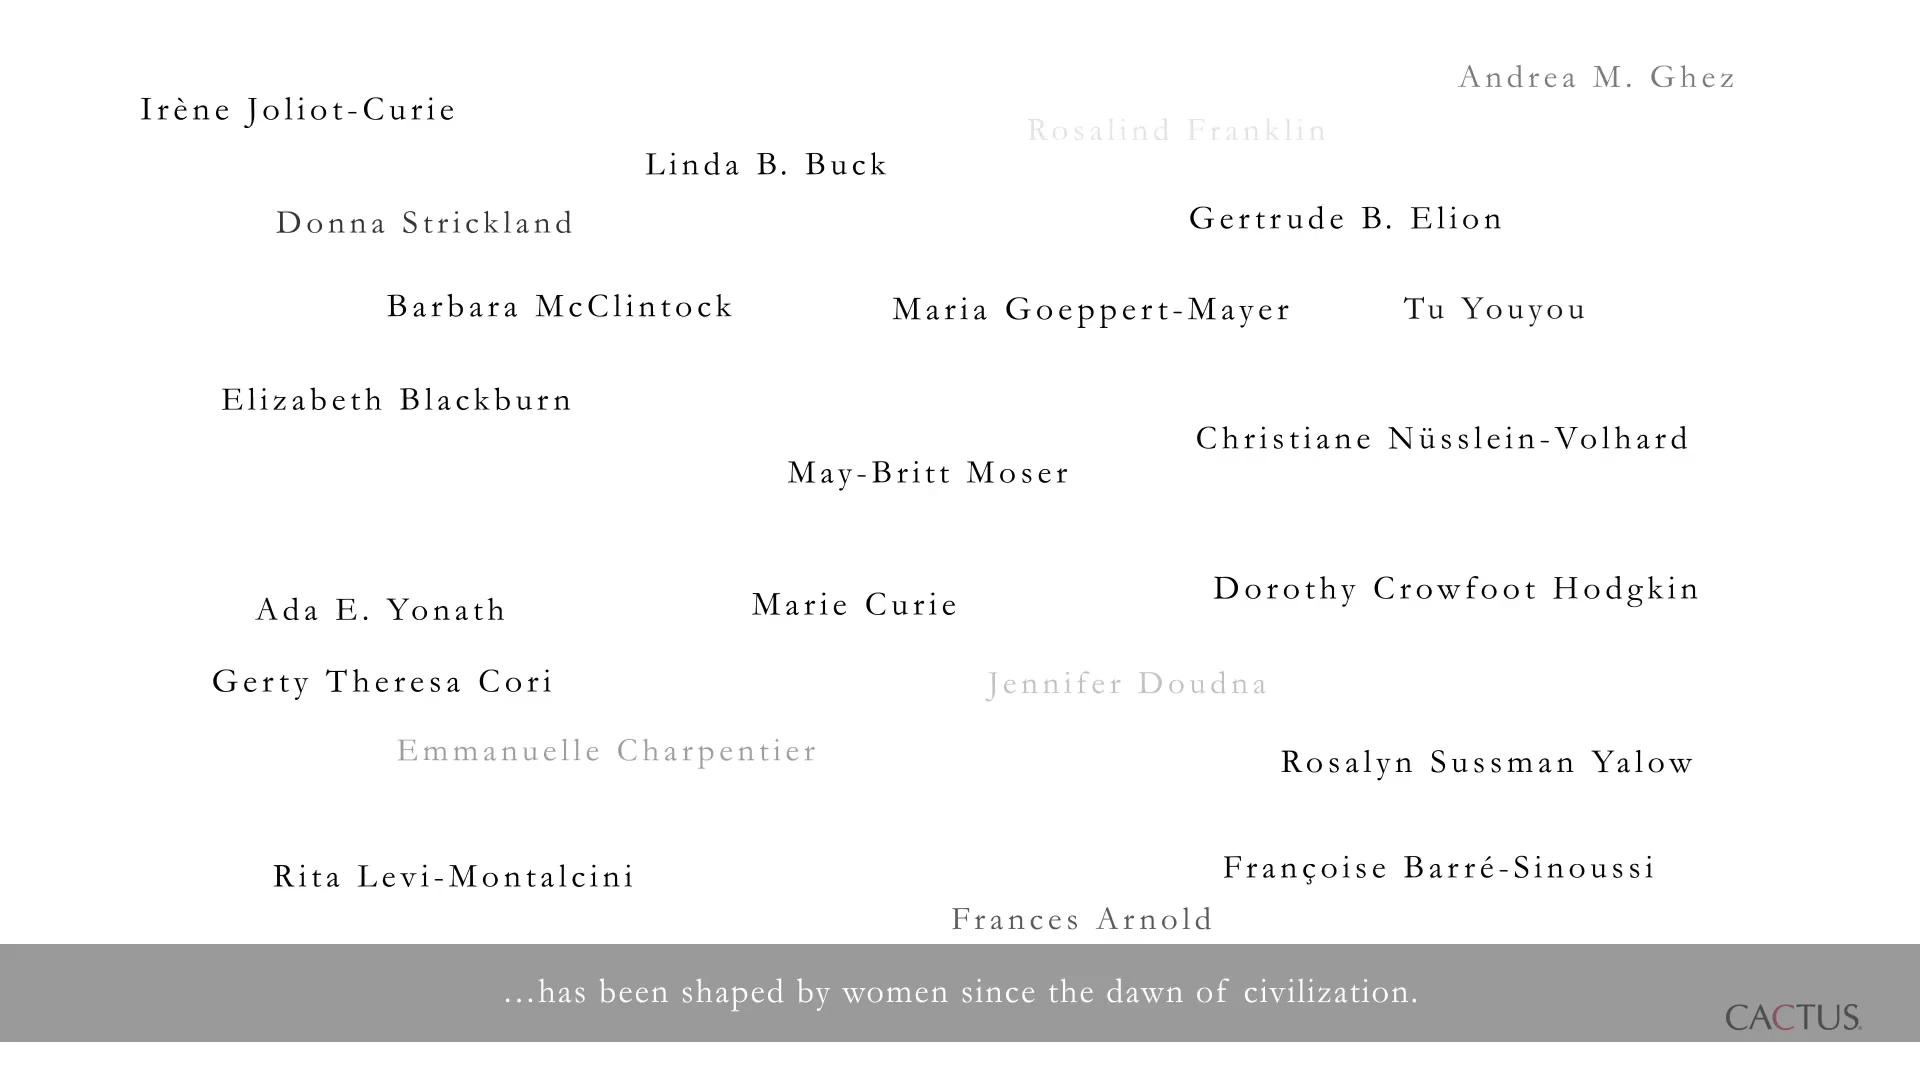 Andrea M. Ghez
Irène Joliot-Curie
Rosalind Franklin
Linda B. Buck
Donna Strickland
Gertrude B. Elion
Barbara McClintock
Maria Goeppert-Mayer
Tu Youyou
Elizabeth Blackburn
Christiane Nüsslein-Volhard
May-Britt Moser
Dorothy Crowfoot Hodgkin
Ada E. Yonath
Marie Curie
Gerty Theresa Cori
Jennifer Doudna
Emmanuelle Charpentier
Rosalyn Sussman Yalow
Rita Levi-Montalcini
Françoise Barré-Sinoussi
Frances Arnold
…has been shaped by women since the dawn of civilization.
CACTUS